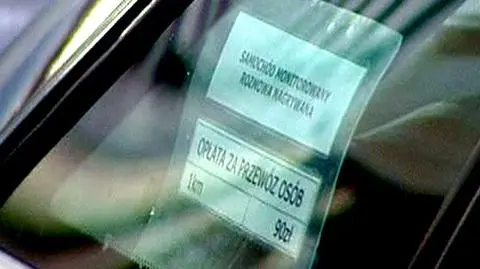 SAMOCHÓD MONITOROWANY
ROZMOWA NAGRYWANA
OPŁATA ZA PRZEWÓZ OSÓB
1km 90zł